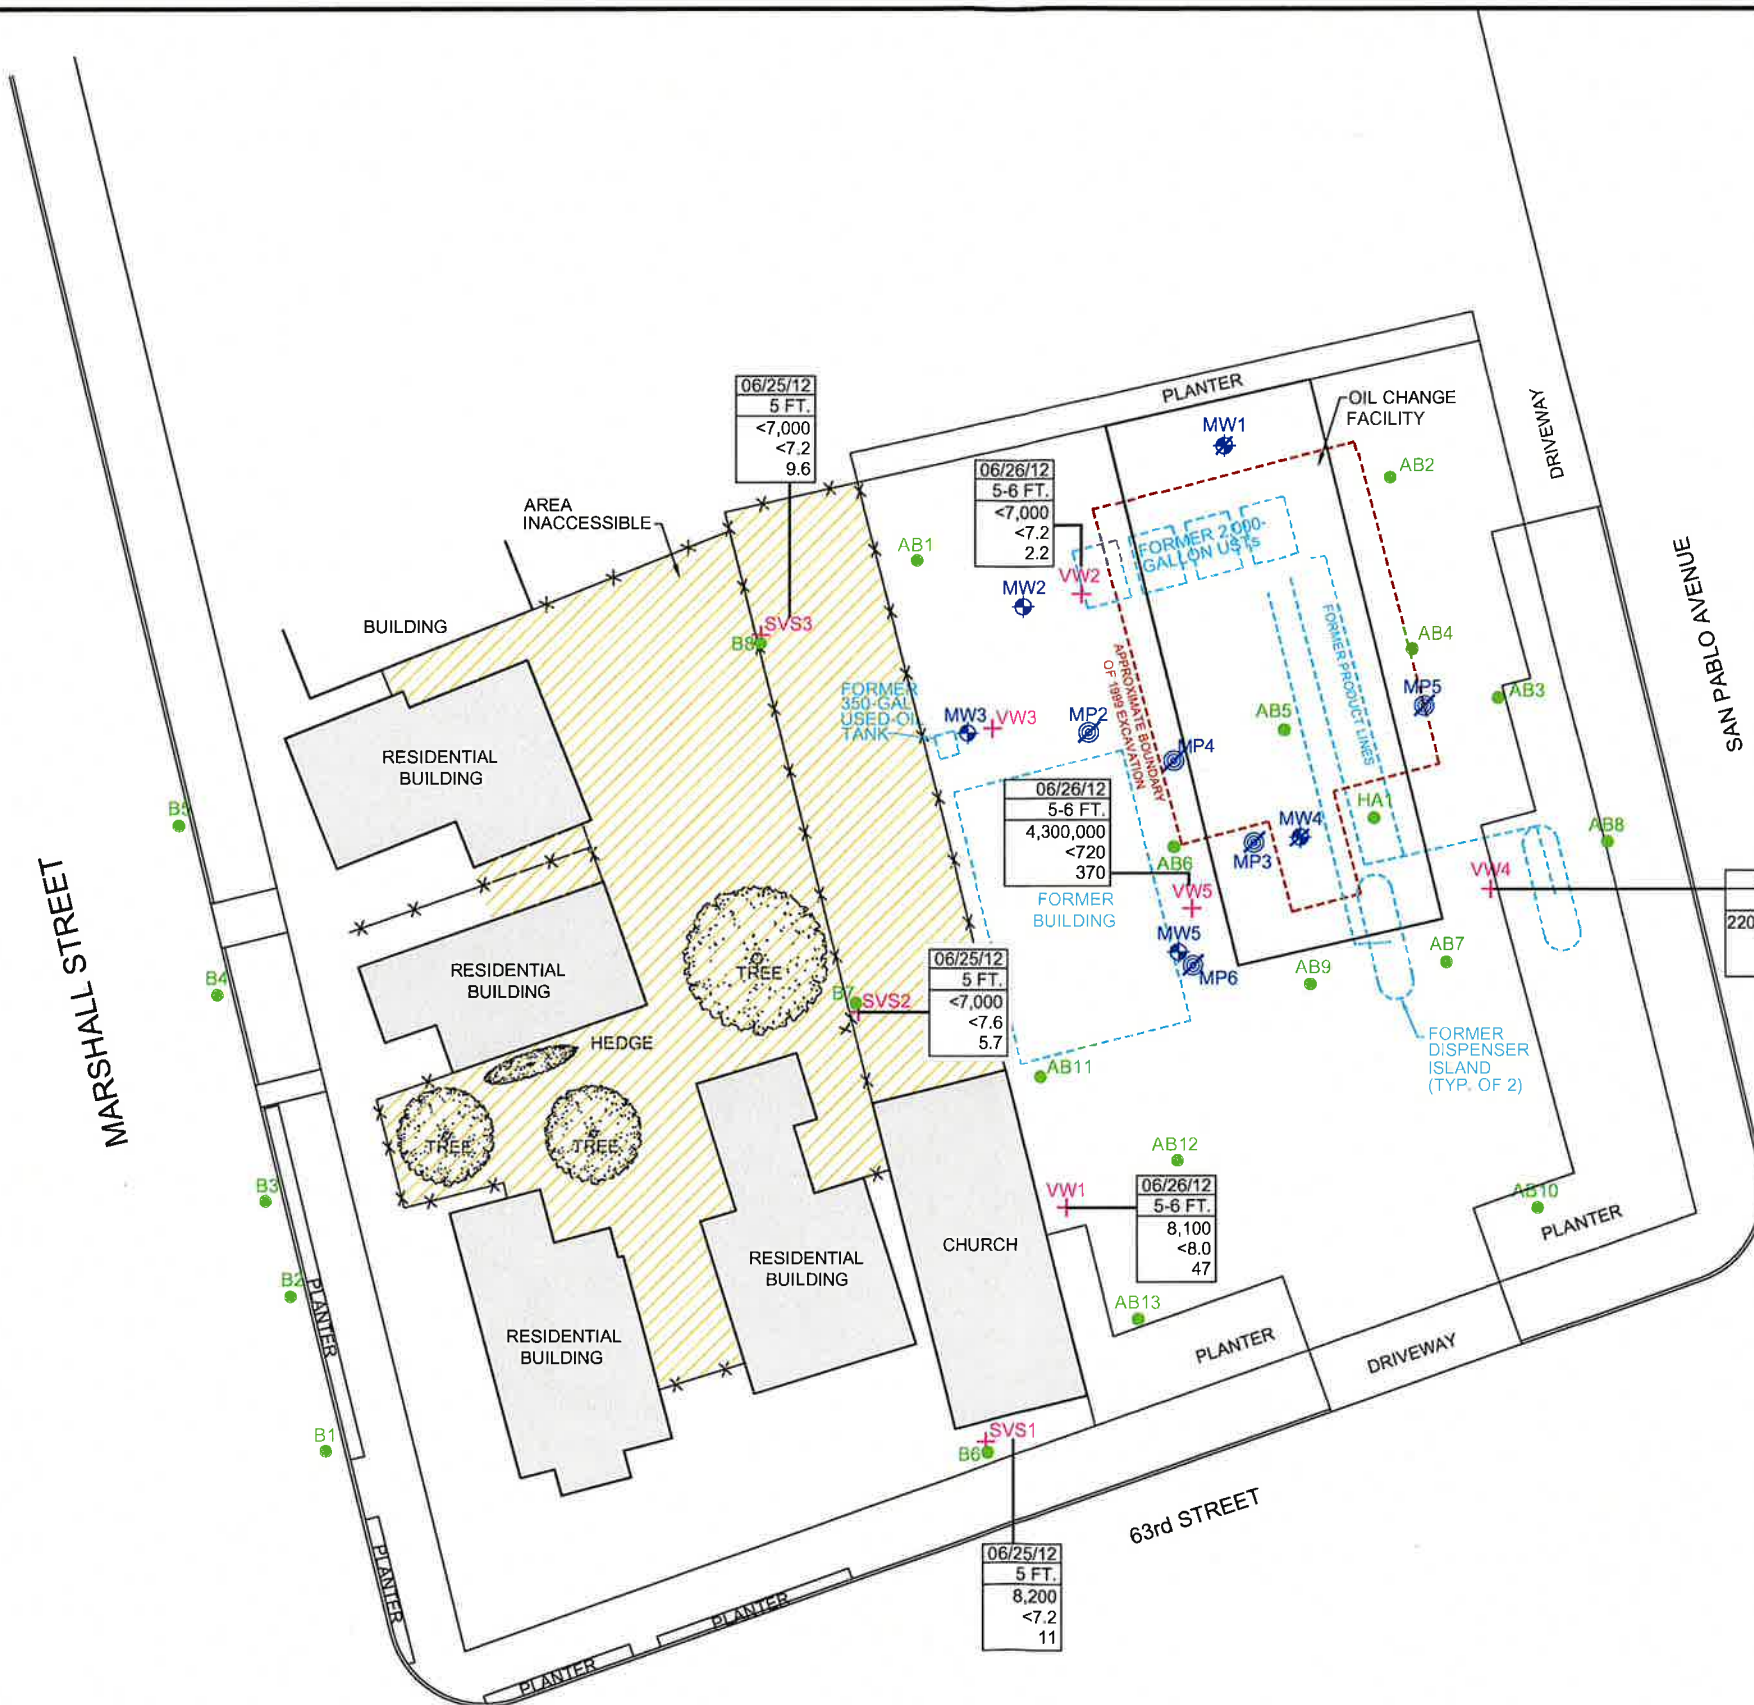 06/25/12
5 FT.
<7,000
<7.2
9.6
PLANTER
OIL CHANGE
FACILITY
DRIVEWAY
MW1
AB2
06/26/12
5-6 FT.
<7,000
<7.2
2.2
AREA
INACCESSIBLE
AB1
FORMER 2,000-
GALLON USTs
VW2
MW2
SAN PABLO AVENUE
BUILDING
SVS3
B8
FORMER PRODUCT LINES
AB4
APPROXIMATE BOUNDARY
OF 1999 EXCAVATION
FORMER
350-GAL
USED-OIL
TANK
MW3
VW3
MP2
MP4
AB5
MP5
AB3
RESIDENTIAL
BUILDING
B5
06/26/12
5-6 FT.
4,300,000
<720
370
HA1
MW4
MP3
AB6
AB8
VW4
VW5
220
FORMER
BUILDING
MARSHALL STREET
MW5
MP6
AB7
AB9
RESIDENTIAL
BUILDING
TREE
B4
B7
SVS2
06/25/12
5 FT.
<7,000
<7.6
5.7
HEDGE
FORMER
DISPENSER
ISLAND
(TYP. OF 2)
AB11
TREE
TREE
AB12
B3
VW1
06/26/12
5-6 FT.
8,100
<8.0
47
AB10
PLANTER
CHURCH
RESIDENTIAL
BUILDING
B2
PLANTER
AB13
RESIDENTIAL
BUILDING
PLANTER
DRIVEWAY
B1
SVS1
B6
63rd STREET
06/25/12
5 FT.
8,200
<7.2
11
PLANTER
PLANTER
PLANTER